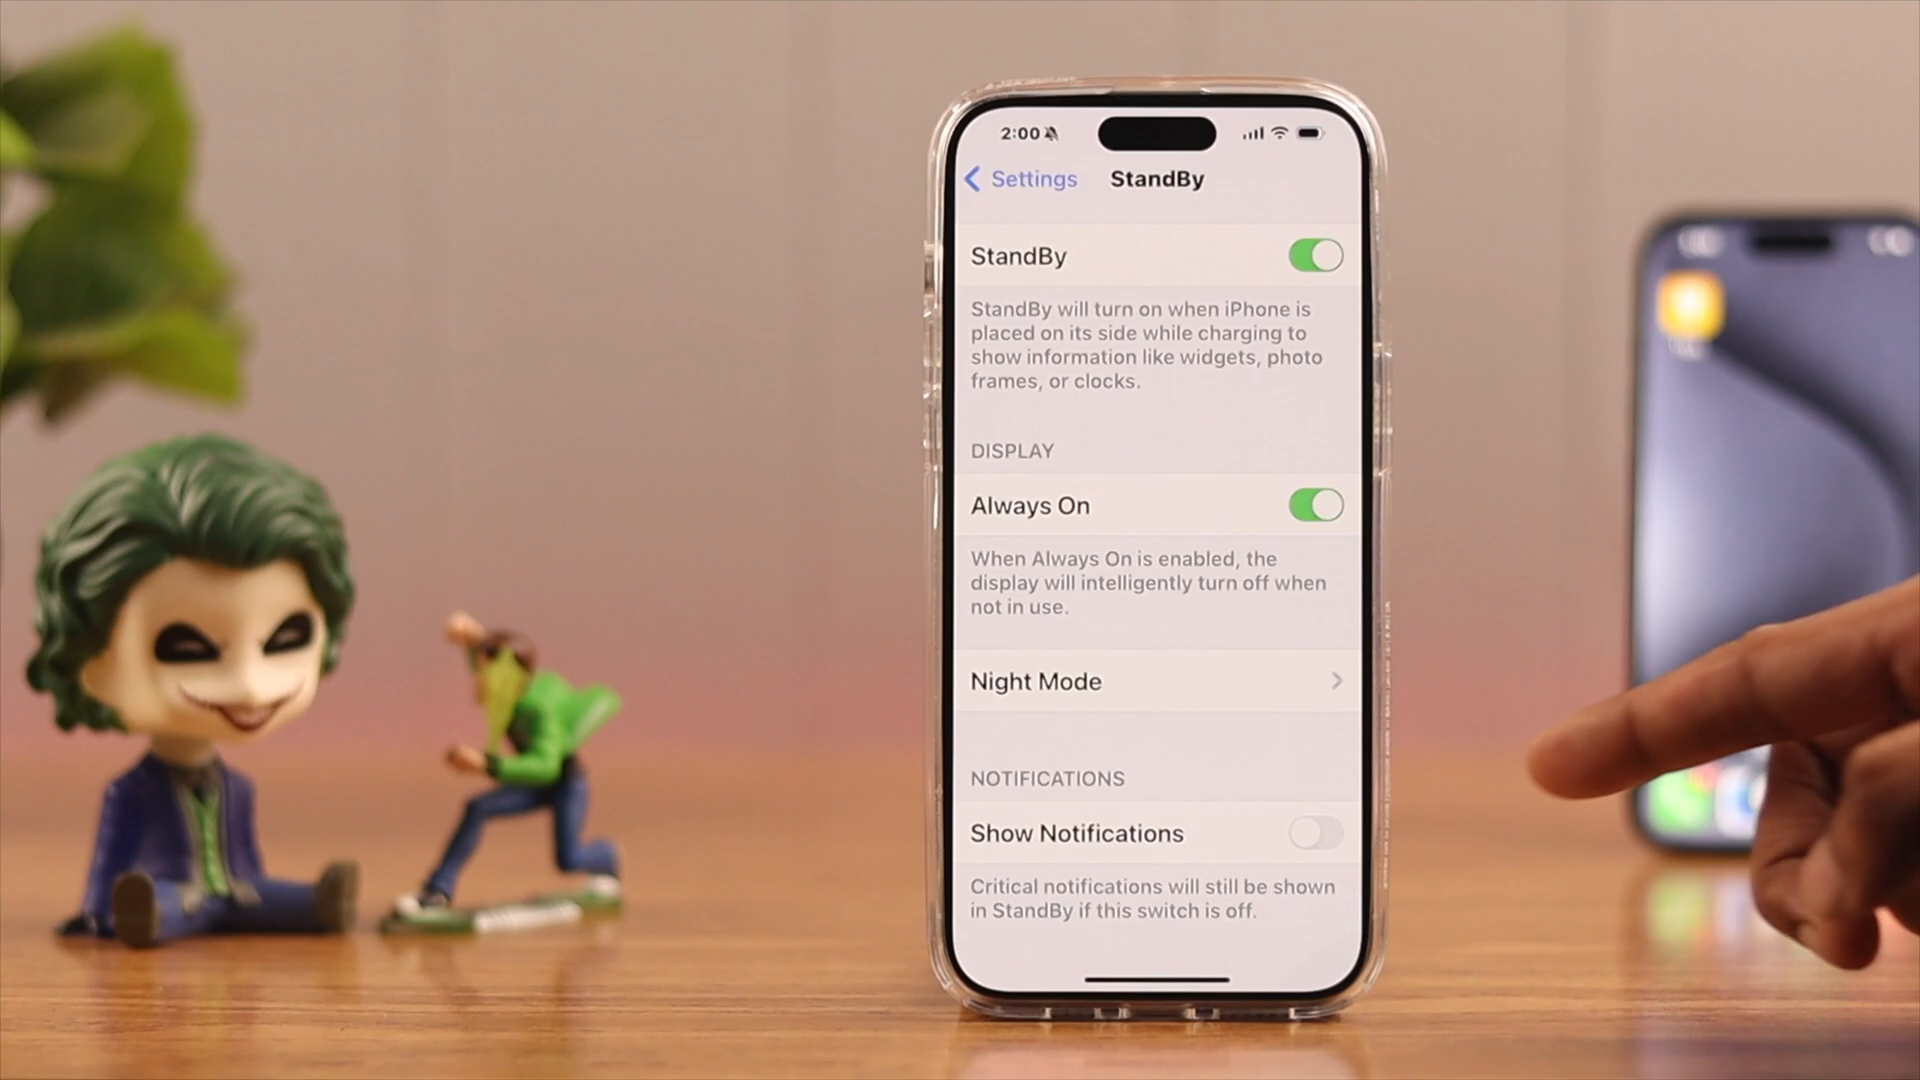 2:00
Settings
StandBy
StandBy
StandBy will turn on when iPhone is
placed on its side while charging to
show information like widgets, photo
frames, or clocks.
DISPLAY
Always On
When Always On is enabled, the
display will intelligently turn off when
not in use.
Night Mode
NOTIFICATIONS
Show Notifications
Critical notifications will still be shown
in StandBy if this switch is off.